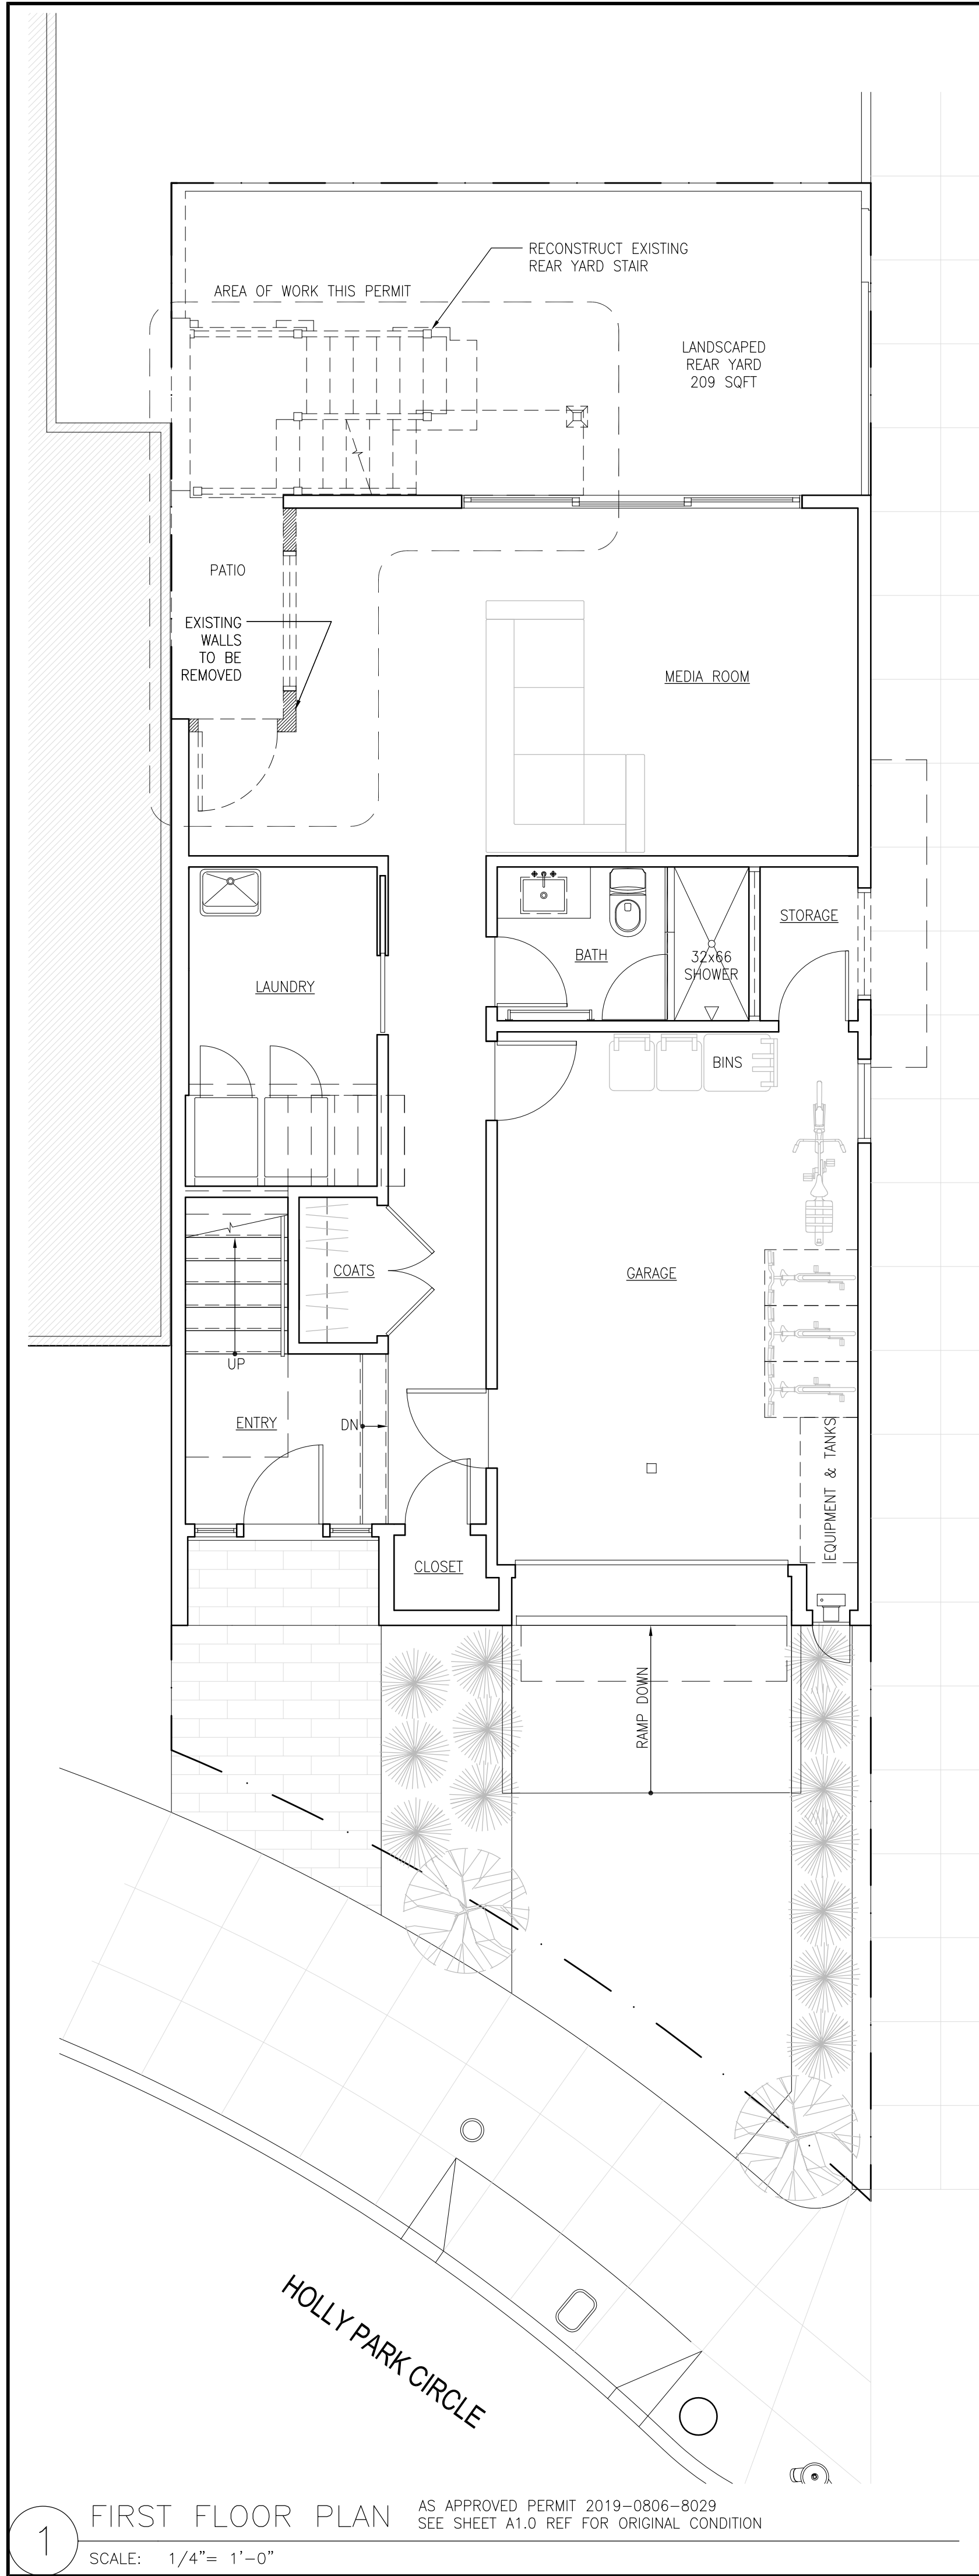 RECONSTRUCT EXISTING
REAR YARD STAIR
AREA OF WORK THIS PERMIT
LANDSCAPED
REAR YARD
209 SQFT
PATIO
EXISTING
WALLS
TO BE
REMOVED
MEDIA ROOM
STORAGE
BATH
32x66
SHOWER
LAUNDRY
BINS
COATS
GARAGE
UP
ENTRY
DN
EQUIPMENT & TANKS
CLOSET
RAMP DOWN
HOLLY PARK CIRCLE
1
FIRST FLOOR PLAN
AS APPROVED PERMIT 2019-0806-8029
SEE SHEET A1.0 REF FOR ORIGINAL CONDITION
SCALE: 1/4"= 1'-0"